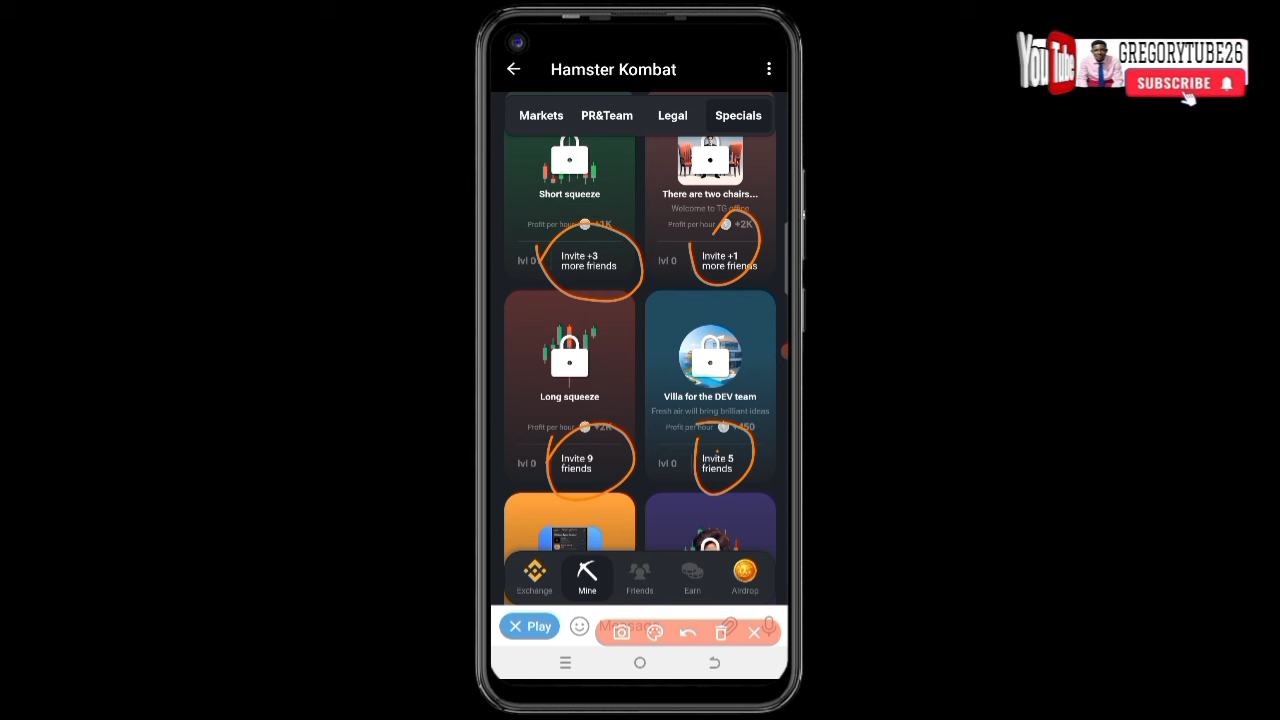 You Tube
GREGORYTUBE26
SUBSCRIBE
Hamster Kombat
Markets PR&Team Legal Specials
Short squeeze
There are two chairs...
Welcome to TG office
Profit per hour +1K
Profit per hour +2K
lvl 0
Invite +3
more friends
lvl 0
Invite +1
more friends
Long squeeze
Villa for the DEV team
Fresh air will bring brilliant ideas
Profit per hour +2K
Profit per hour +450
lvl 0
Invite 9
friends
lvl 0
Invite 5
friends
Exchange Mine Friends Earn Airdrop
Play
Message